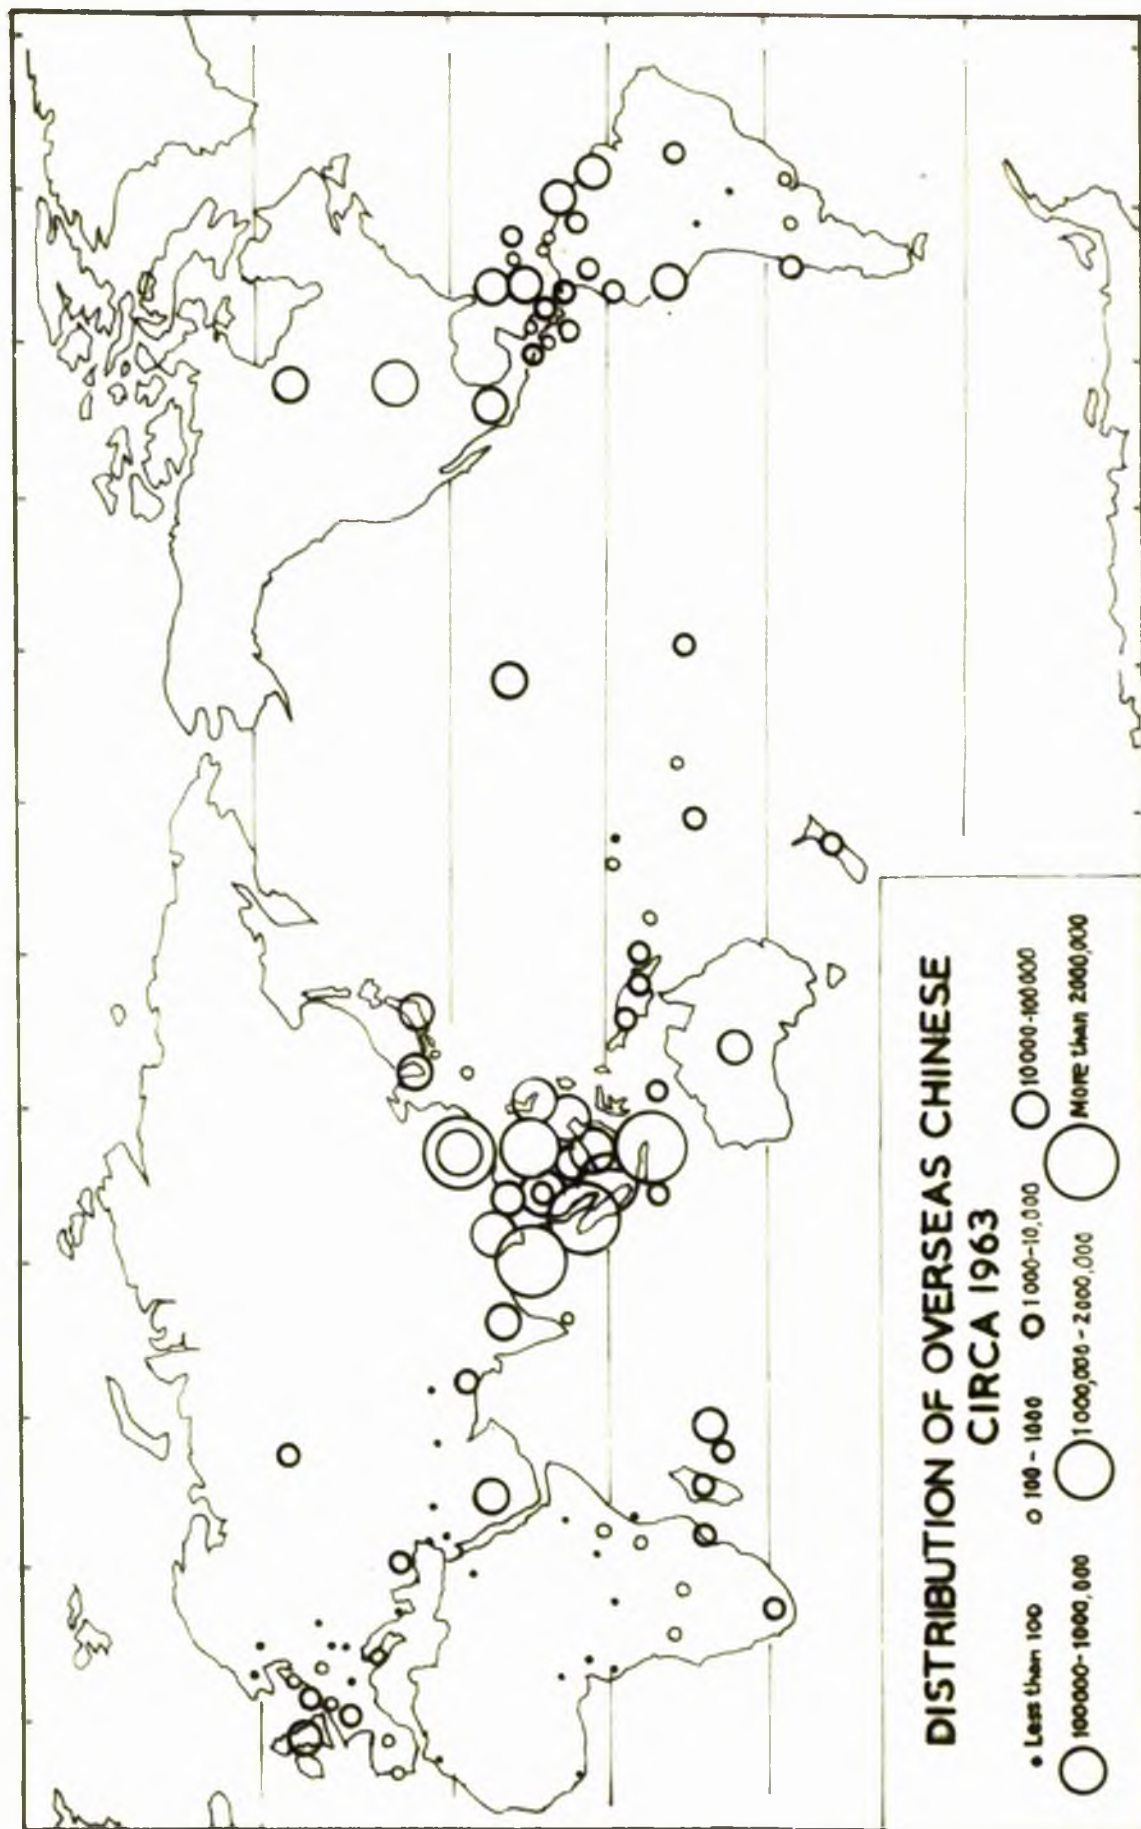 DISTRIBUTION OF OVERSEAS CHINESE
CIRCA 1963
Less than 100
100 - 1000
1000-10,000
10000-100000
100000-1000,000
1000,000 - 2000,000
More than 2000,000